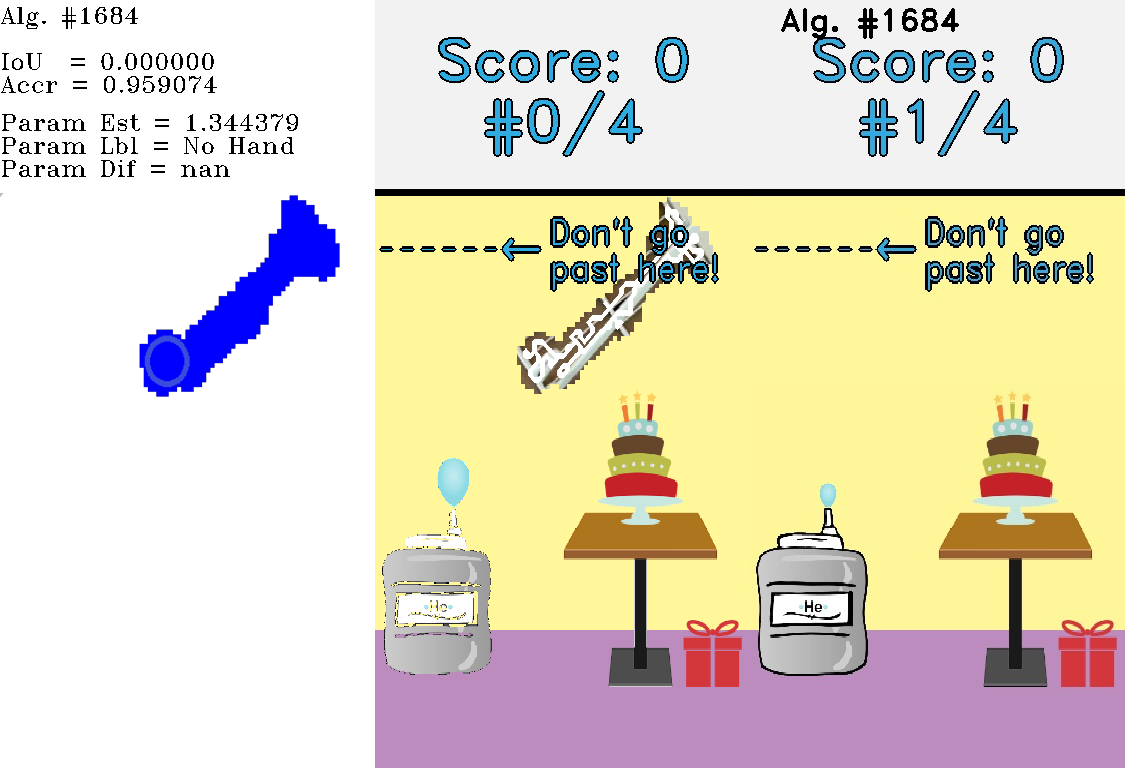 Alg. #1684
IoU = 0.000000
Accr = 0.959074
Param Est = 1.344379
Param Lbl = No Hand
Param Dif = nan
Score: 0
#0/4
Don't go
past here!
He
Alg. #1684
Score: 0
#1/4
Don't go
past here!
He